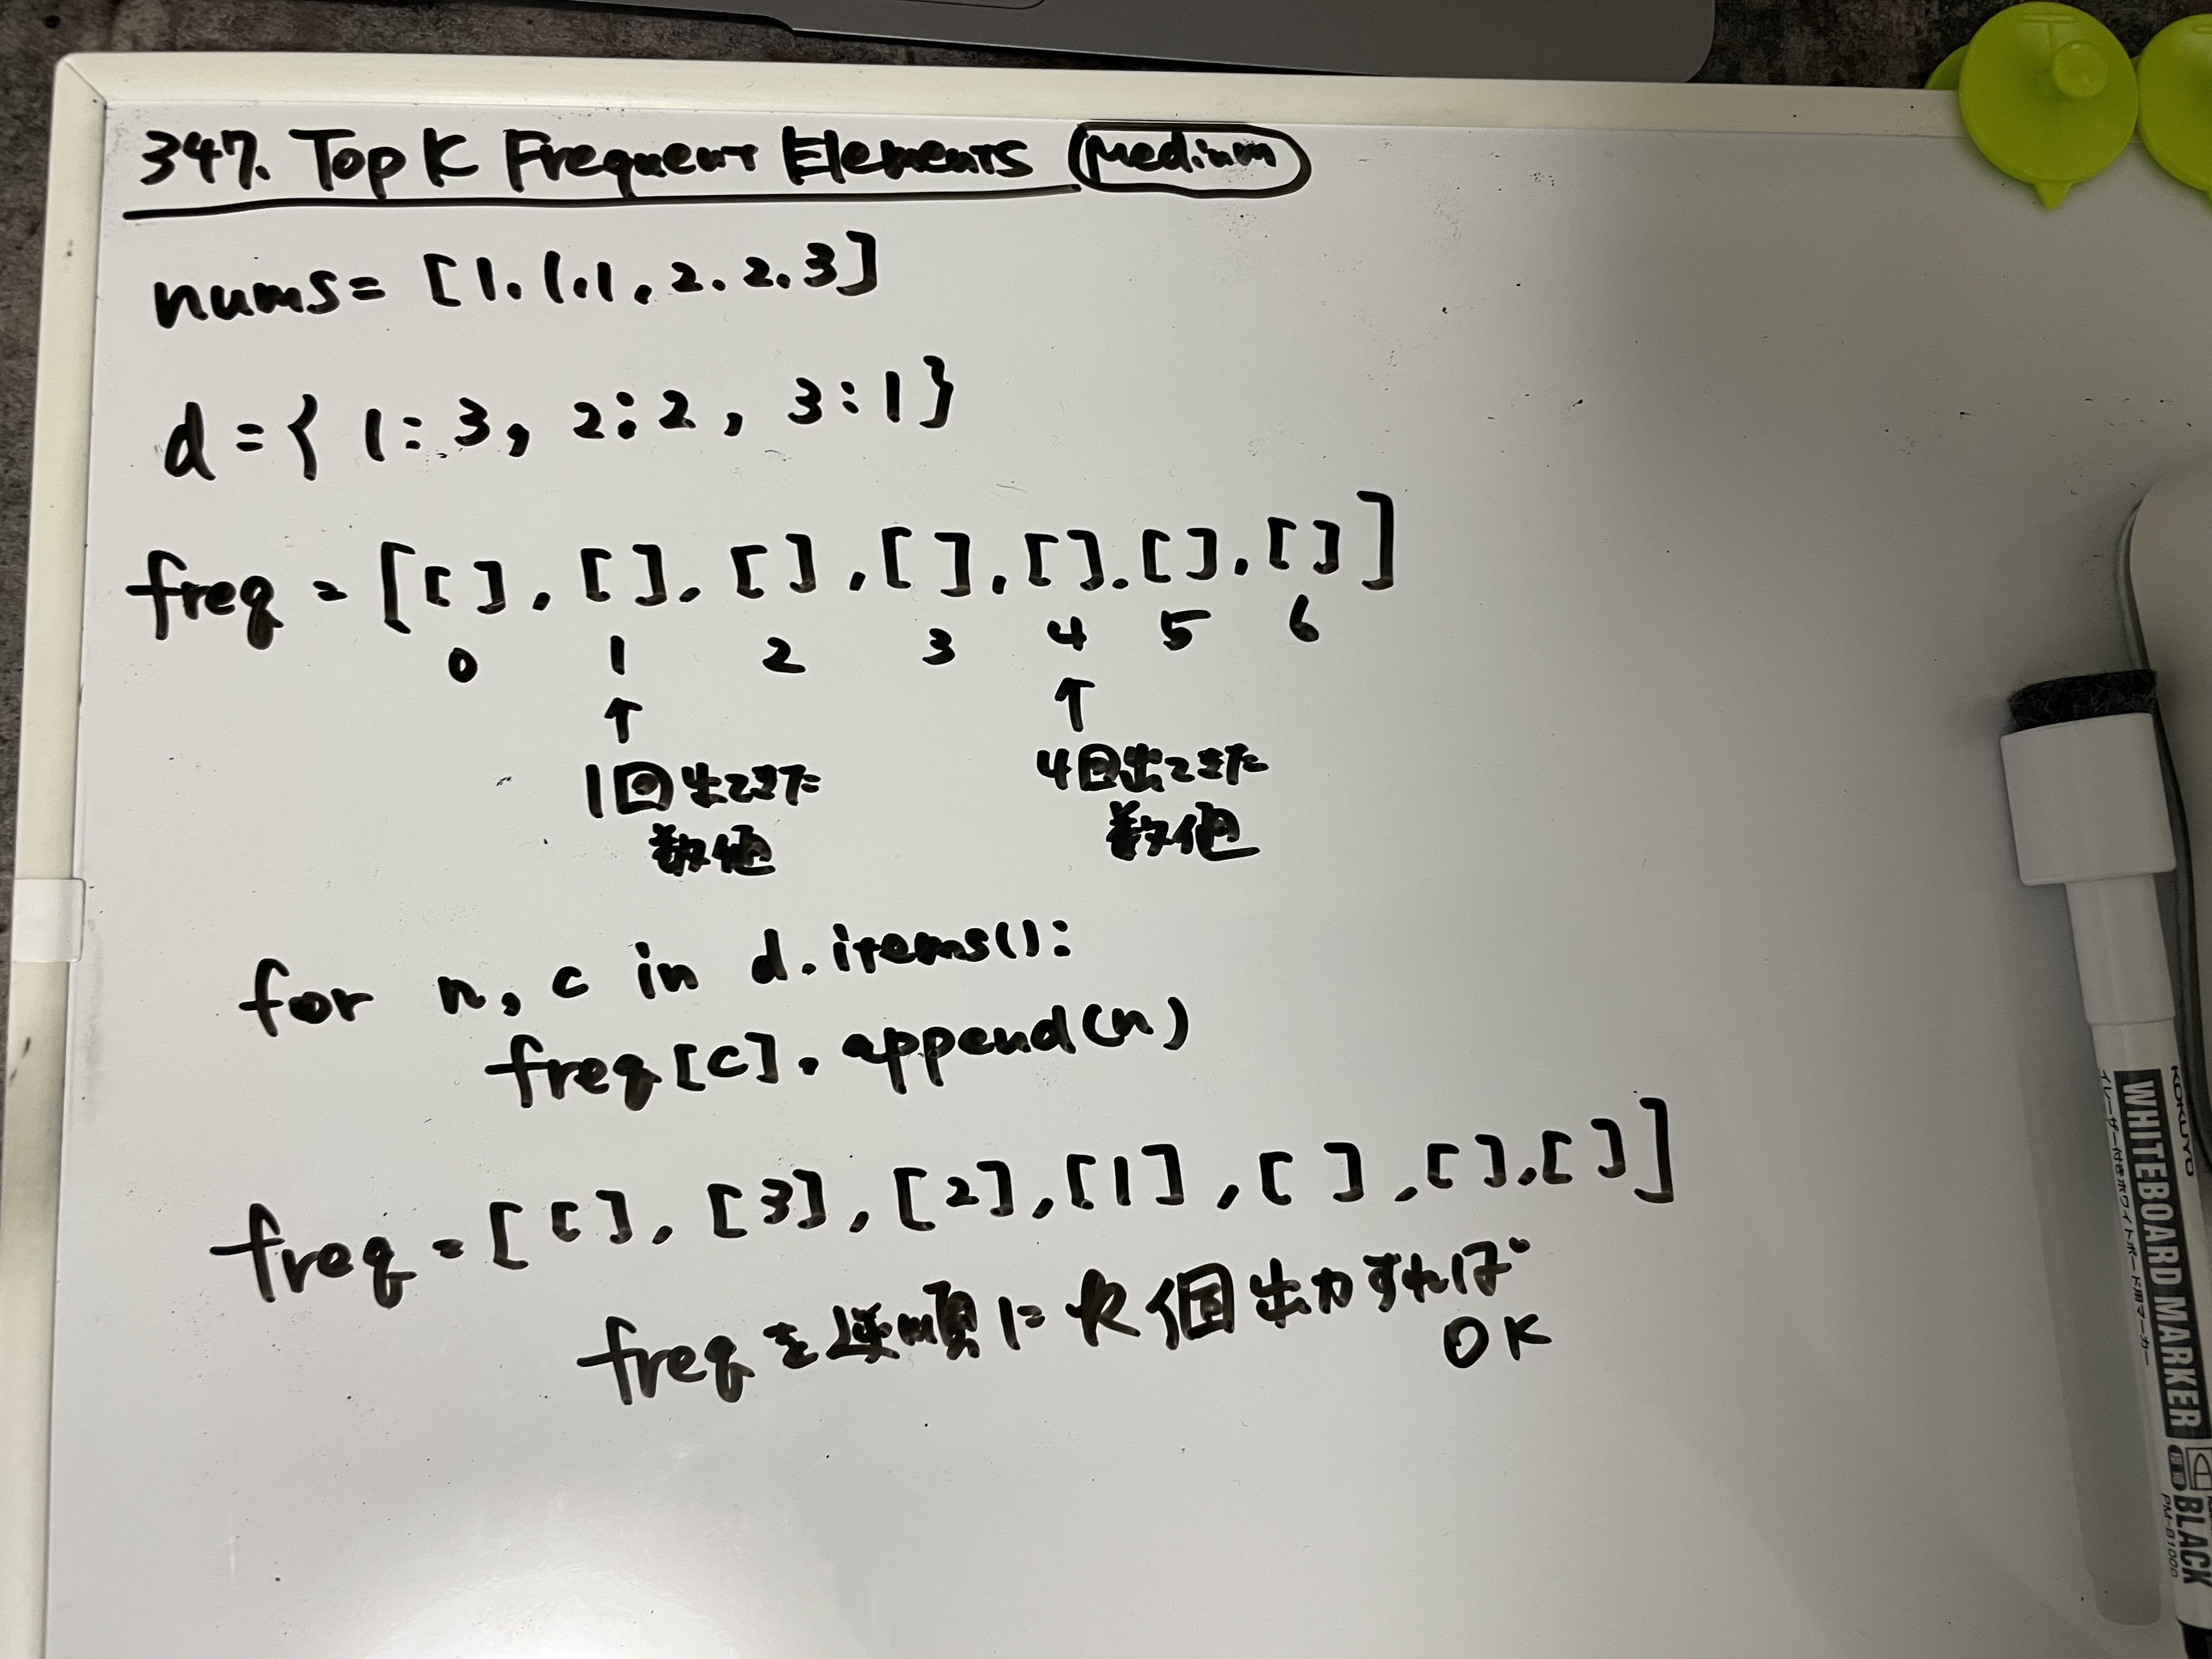 347. Top K Frequent Elements Medium
nums = [1.1.1, 2.2.3]
d = { 1:3, 2:2, 3:1}
freq = [[], []. [], [], []. []. []]
0 1 2 3 4 5 6
↑ ↑
1回出てきた
数値
4回出てきた
数値
for n, c in d.items():
freq[c].append(n)
freq = [[], [3], [2], [1], [], [], []]
freqを逆順にk個出力すれば
OK
KOKUYO
イレーザー付きホワイトボード用マーカー
WHITEBOARD MARKER
BLACK
PM-B100D